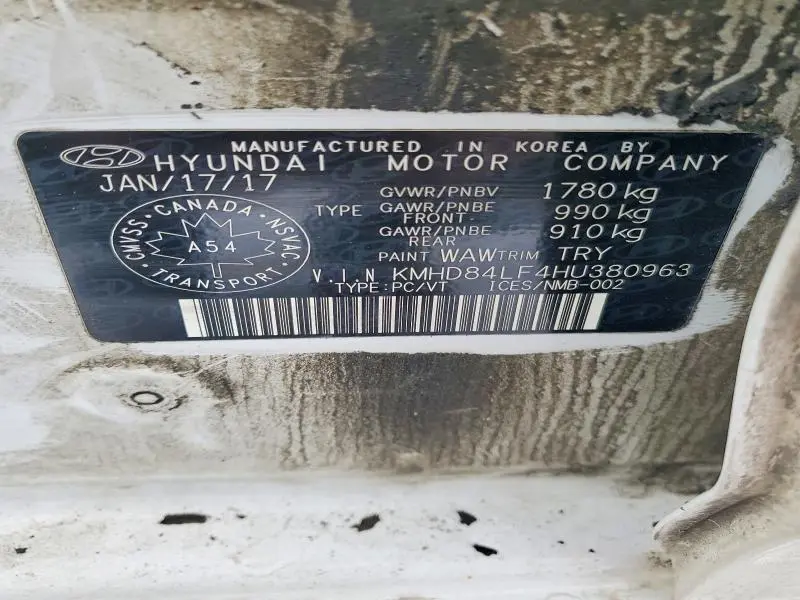 MANUFACTURED IN KOREA BY
HYUNDAI MOTOR COMPANY
JAN/17/17
GVWR/PNBV 1780 kg
TYPE GAWR/PNBE FRONT 990 kg
GAWR/PNBE REAR 910 kg
PAINT WAW TRIM TRY
CMVSS · CANADA · NSVAC
A54
TRANSPORT
V.I.N KMHD84LF4HU380963
TYPE:PC/VT ICES/NMB-002